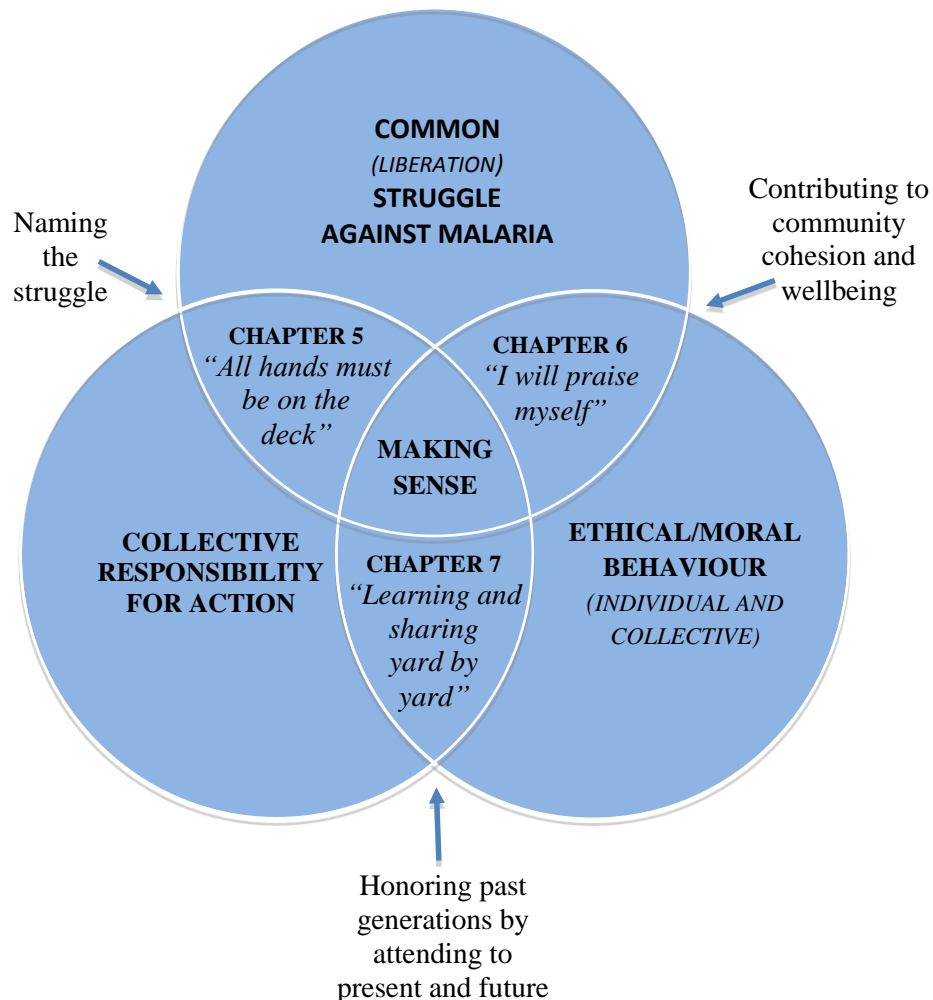 COMMON
(LIBERATION)
STRUGGLE
AGAINST MALARIA
Naming
the
struggle
Contributing to
community
cohesion and
wellbeing
CHAPTER 5
“All hands must
be on the
deck”
CHAPTER 6
“I will praise
myself”
MAKING
SENSE
COLLECTIVE
RESPONSIBILITY
FOR ACTION
ETHICAL/MORAL
BEHAVIOUR
(INDIVIDUAL AND
COLLECTIVE)
CHAPTER 7
“Learning and
sharing
yard by
yard”
Honoring past
generations by
attending to
present and future